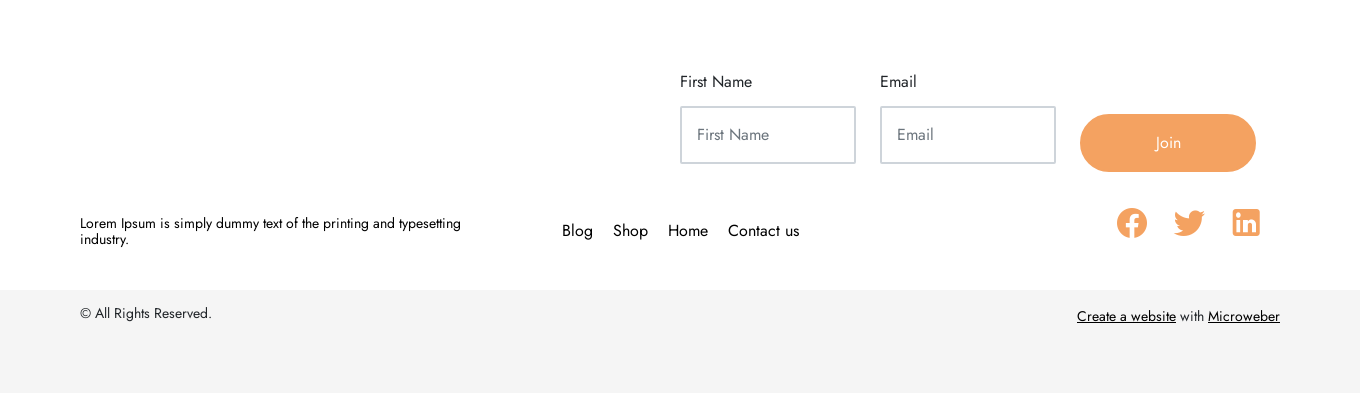 First Name
Email
First Name
Email
Join
Lorem Ipsum is simply dummy text of the printing and typesetting
industry.
Blog
Shop
Home
Contact us
© All Rights Reserved.
Create a website with Microweber